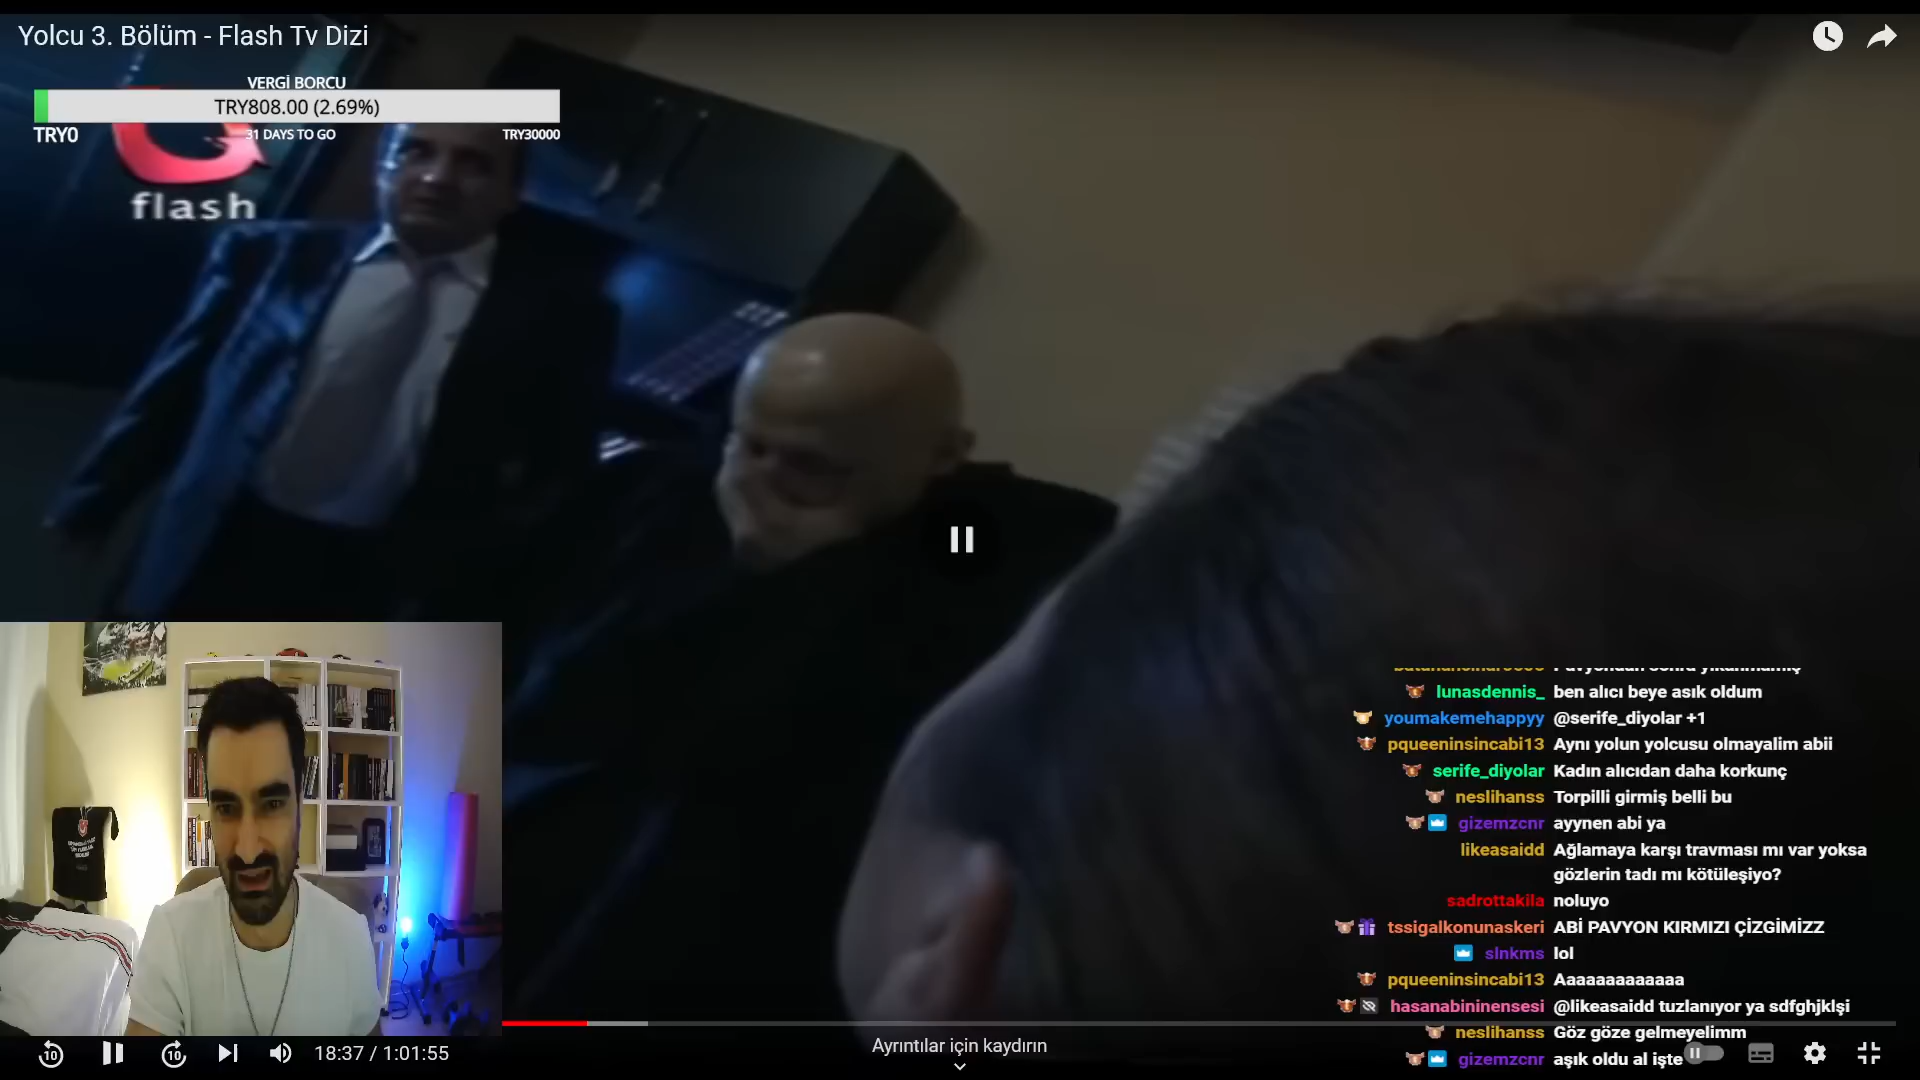 Yolcu 3. Bölüm - Flash Tv Dizi
VERGİ BORCU
TRY808.00 (2.69%)
TRY0
31 DAYS TO GO
TRY30000
flash
lunasdennis_ ben alıcı beye asık oldum
youmakemehappyy @serife_diyolar +1
pqueeninsincabi13 Aynı yolun yolcusu olmayalim abii
serife_diyolar Kadın alıcıdan daha korkunç
neslihanss Torpilli girmiş belli bu
gizemzcnr ayynen abi ya
likeasaidd Ağlamaya karşı travması mı var yoksa
gözlerin tadı mı kötüleşiyo?
sadrottakila noluyo
tssigalkonunaskeri ABİ PAVYON KIRMIZI ÇİZGİMİZZ
slnkms lol
pqueeninsincabi13 Aaaaaaaaaaaaa
hasanabininensesi @likeasaidd tuzlanıyor ya sdfghjklşi
neslihanss Göz göze gelmeyelimm
gizemzcnr aşık oldu al işte
10
10
18:37 / 1:01:55
Ayrıntılar için kaydırın